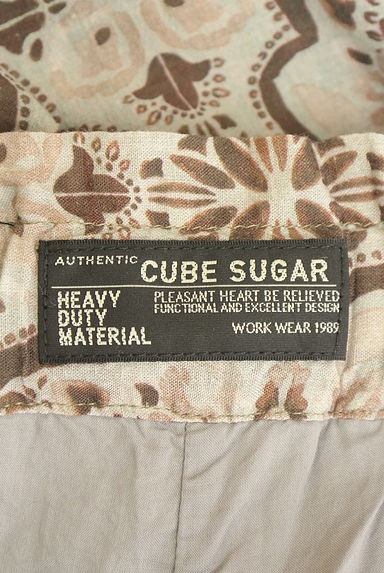 AUTHENTIC CUBE SUGAR
HEAVY DUTY MATERIAL
PLEASANT HEART BE RELIEVED
FUNCTIONAL AND EXCELLENT DESIGN
WORK WEAR 1989